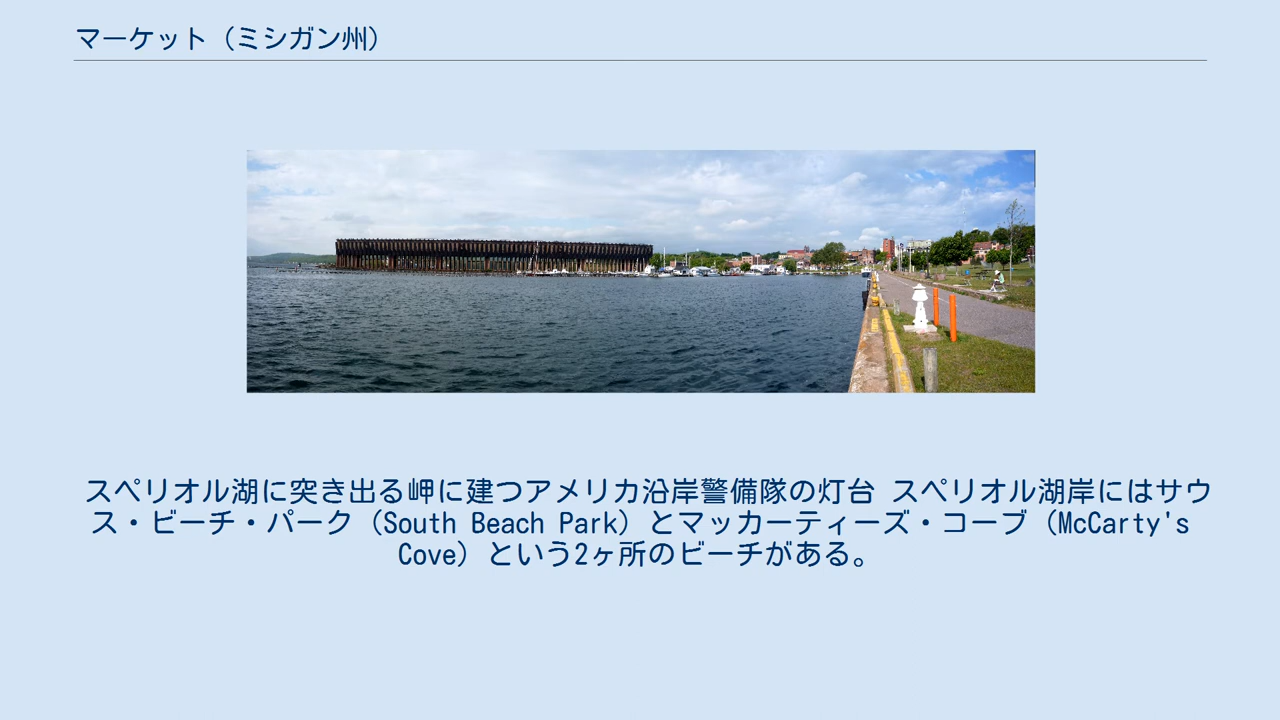 マーケット（ミシガン州）
スペリオル湖に突き出る岬に建つアメリカ沿岸警備隊の灯台 スペリオル湖岸にはサウ
ス・ビーチ・パーク（South Beach Park）とマッカーティーズ・コーブ（McCarty's
Cove）という2ヶ所のビーチがある。